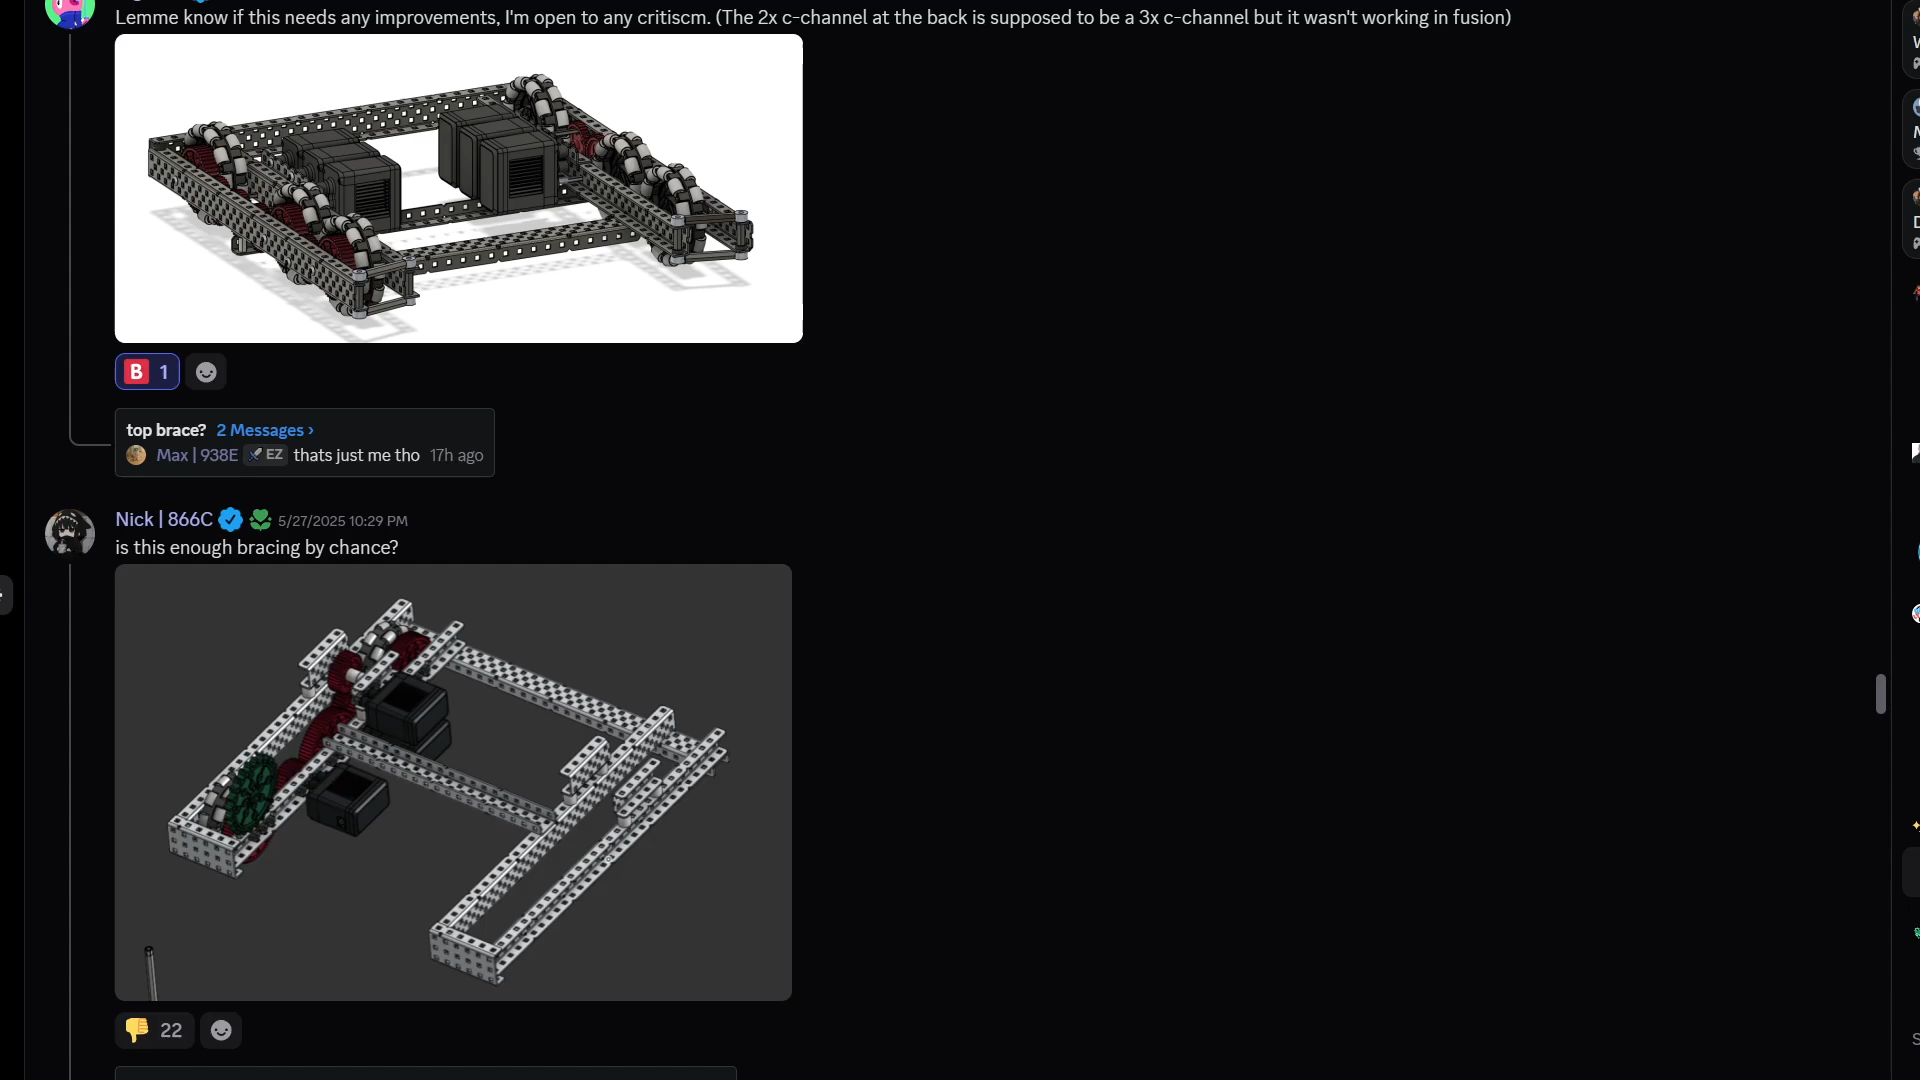 Lemme know if this needs any improvements, I'm open to any critiscm. (The 2x c-channel at the back is supposed to be a 3x c-channel but it wasn't working in fusion)
B 1
top brace? 2 Messages ›
Max | 938E EZ thats just me tho 17h ago
Nick | 866C 5/27/2025 10:29 PM
is this enough bracing by chance?
22